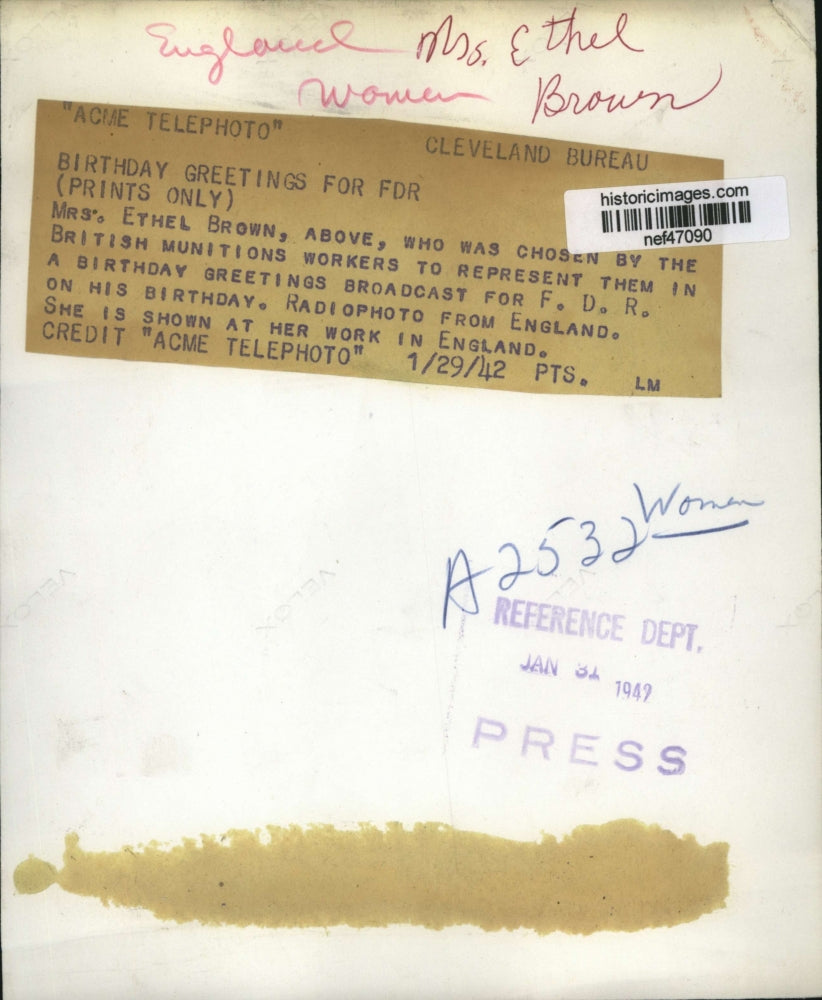 England Mrs. Ethel
Women Brown
"ACME TELEPHOTO" CLEVELAND BUREAU
BIRTHDAY GREETINGS FOR FDR
(PRINTS ONLY)
MRS. ETHEL BROWN, ABOVE, WHO WAS CHOSEN BY THE
BRITISH MUNITIONS WORKERS TO REPRESENT THEM IN
A BIRTHDAY GREETINGS BROADCAST FOR F. D. R.
ON HIS BIRTHDAY. RADIOPHOTO FROM ENGLAND.
SHE IS SHOWN AT HER WORK IN ENGLAND.
CREDIT "ACME TELEPHOTO" 1/29/42 PTS. LM
historicimages.com
nef47090
Women
A2532
REFERENCE DEPT.
JAN 31 1942
PRESS
VELOX
VELOX
VELOX